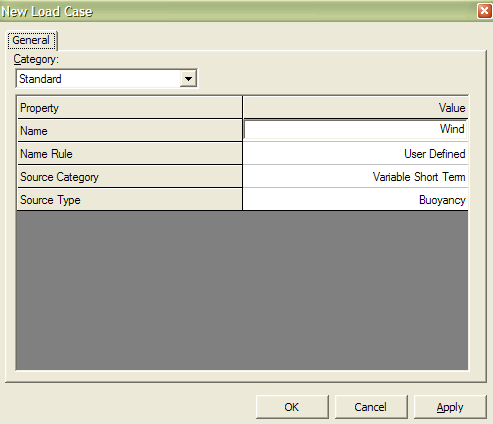 New Load Case
General
Category:
Standard
Property Value
Name Wind
Name Rule User Defined
Source Category Variable Short Term
Source Type Buoyancy
OK Cancel Apply